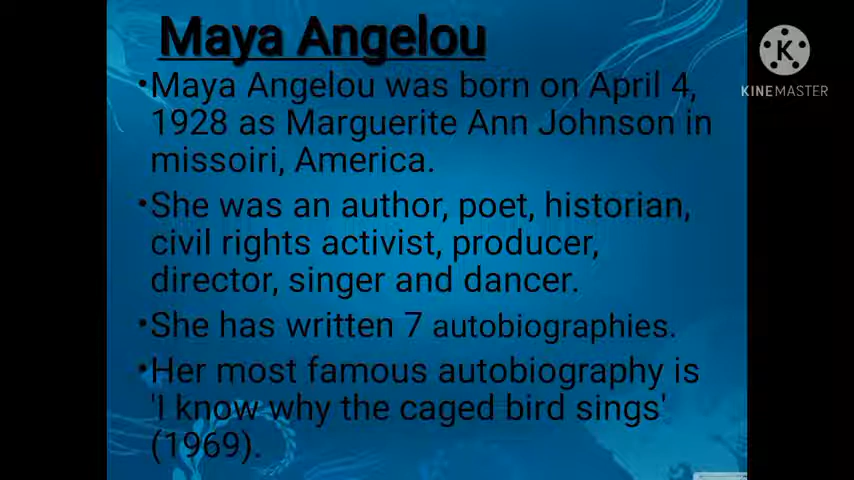 Maya Angelou
•Maya Angelou was born on April 4,
1928 as Marguerite Ann Johnson in
missoiri, America.
•She was an author, poet, historian,
civil rights activist, producer,
director, singer and dancer.
•She has written 7 autobiographies.
•Her most famous autobiography is
'I know why the caged bird sings'
(1969).
K
KINEMASTER